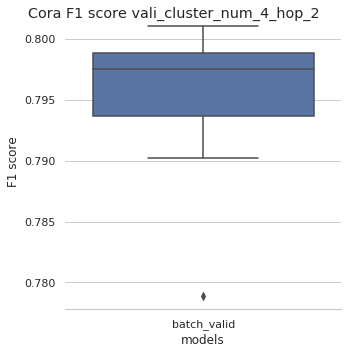 Cora F1 score vali_cluster_num_4_hop_2
0.800
0.795
0.790
0.785
0.780
F1 score
batch_valid
models